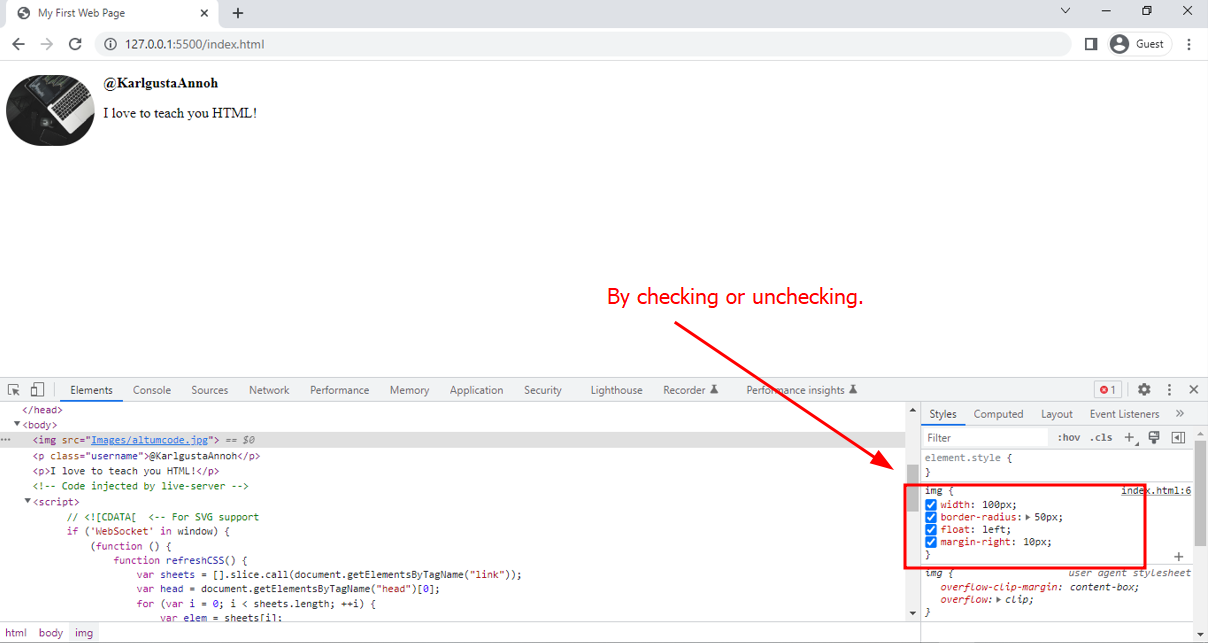 My First Web Page
127.0.0.1:5500/index.html
Guest
@KarlgustaAnnoh
I love to teach you HTML!
By checking or unchecking.
Elements Console Sources Network Performance Memory Application Security Lighthouse Recorder Performance insights 1
</head>
<body>
<img src="Images/altumcode.jpg"> == $0
<p class="username">@KarlgustaAnnoh</p>
<p>I love to teach you HTML!</p>
<!-- Code injected by live-server -->
<script>
// <![CDATA[  <-- For SVG support
if ('WebSocket' in window) {
(function () {
function refreshCSS() {
var sheets = [].slice.call(document.getElementsByTagName("link"));
var head = document.getElementsByTagName("head")[0];
for (var i = 0; i < sheets.length; ++i) {
var elem = sheets[i];
html body img
Styles Computed Layout Event Listeners »
Filter :hov .cls +
element.style {
}
img { index.html:6
width: 100px;
border-radius: 50px;
float: left;
margin-right: 10px;
}
img { user agent stylesheet
overflow-clip-margin: content-box;
overflow: clip;
}